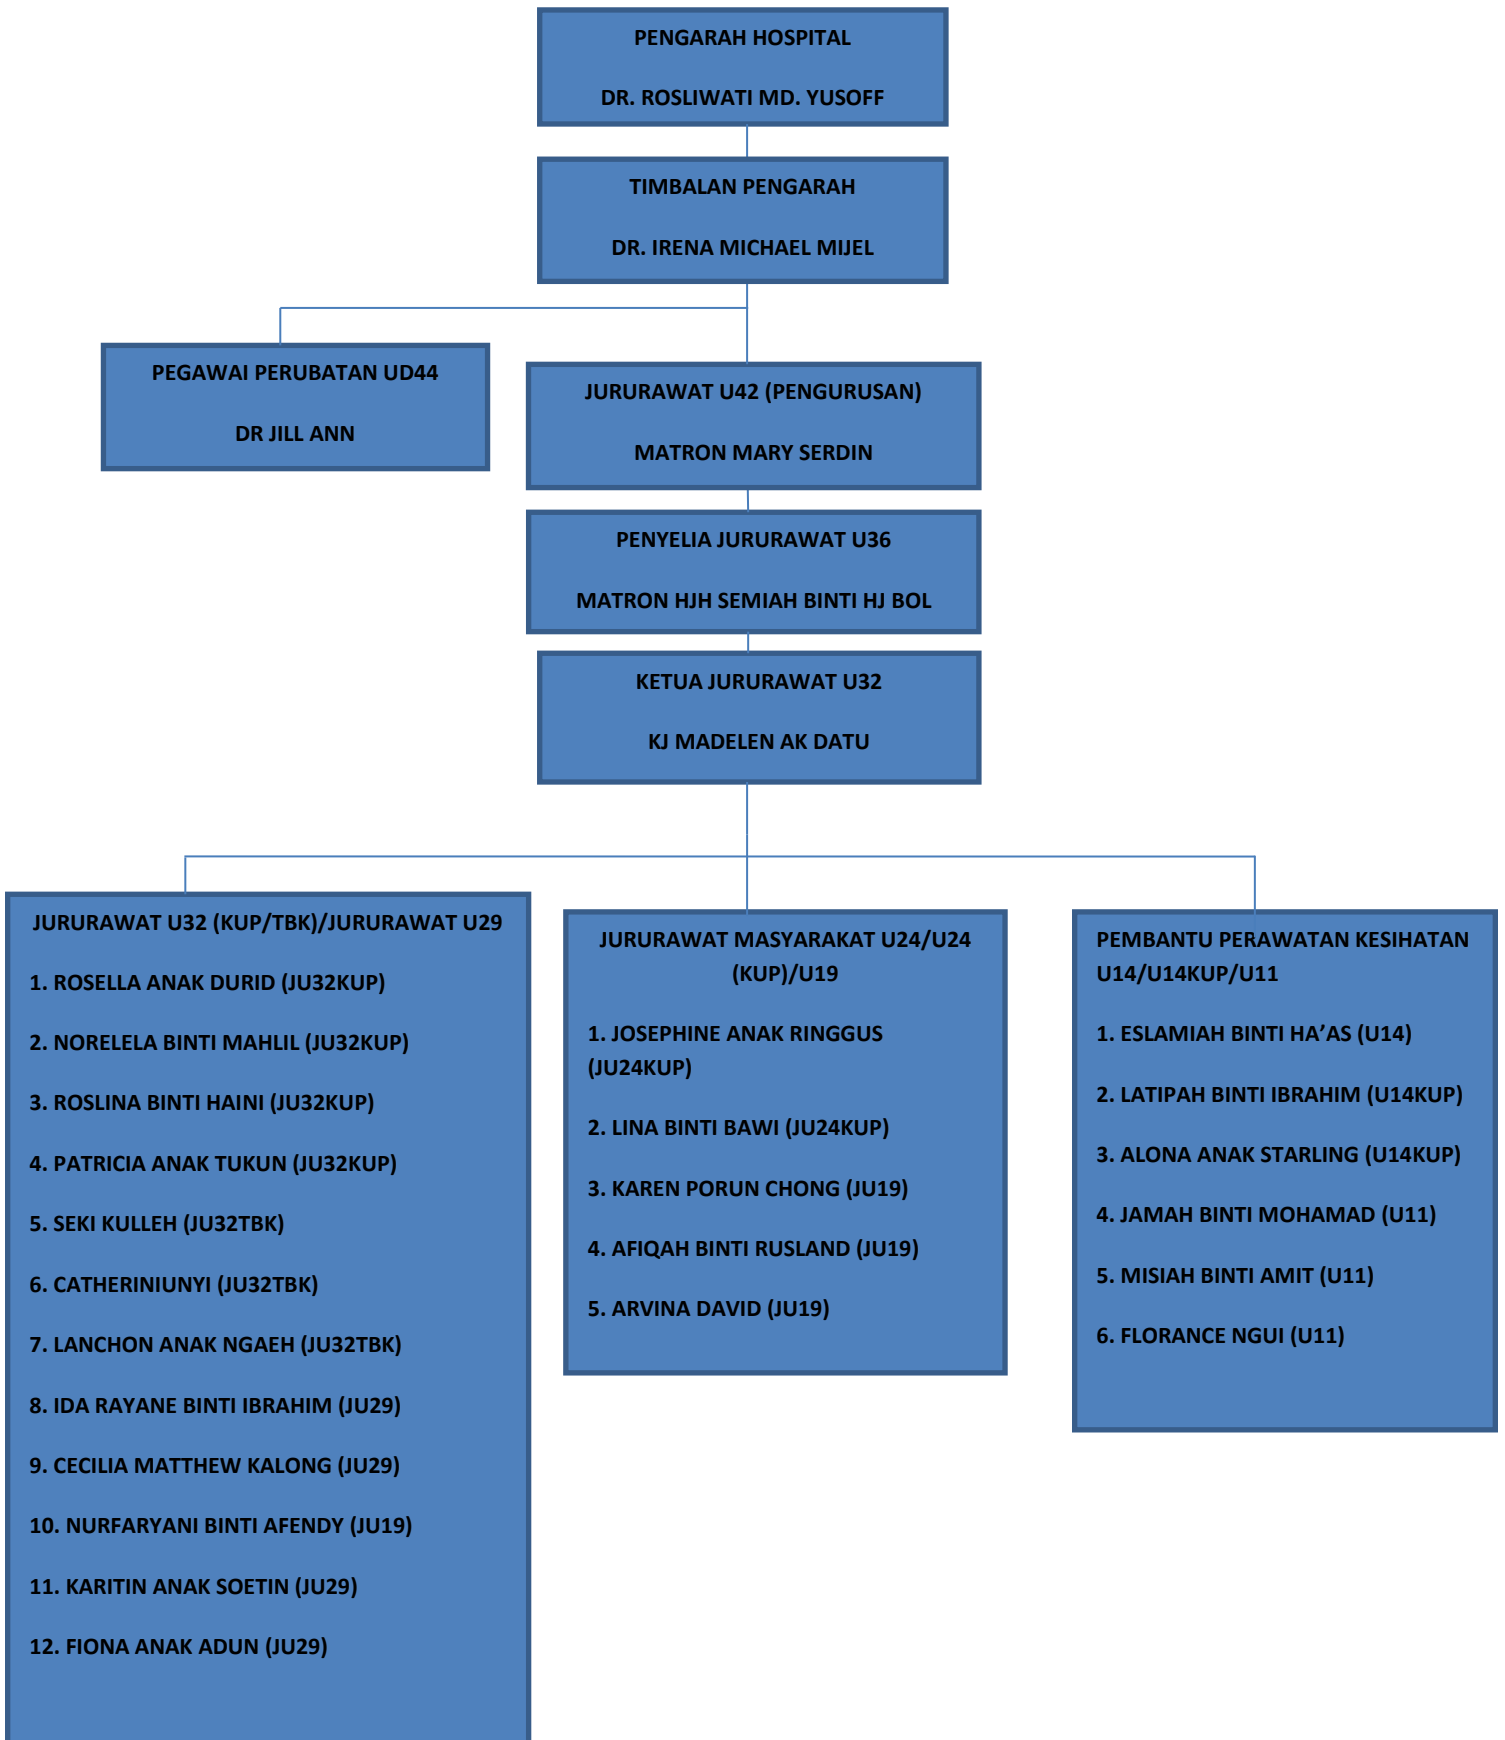 PENGARAH HOSPITAL
DR. ROSLIWATI MD. YUSOFF
TIMBALAN PENGARAH
DR. IRENA MICHAEL MIJEL
PEGAWAI PERUBATAN UD44
DR JILL ANN
JURURAWAT U42 (PENGURUSAN)
MATRON MARY SERDIN
PENYELIA JURURAWAT U36
MATRON HJH SEMIAH BINTI HJ BOL
KETUA JURURAWAT U32
KJ MADELEN AK DATU
JURURAWAT U32 (KUP/TBK)/JURURAWAT U29
1. ROSELLA ANAK DURID (JU32KUP)
2. NORELELA BINTI MAHLIL (JU32KUP)
3. ROSLINA BINTI HAINI (JU32KUP)
4. PATRICIA ANAK TUKUN (JU32KUP)
5. SEKI KULLEH (JU32TBK)
6. CATHERINIUNYI (JU32TBK)
7. LANCHON ANAK NGAEH (JU32TBK)
8. IDA RAYANE BINTI IBRAHIM (JU29)
9. CECILIA MATTHEW KALONG (JU29)
10. NURFARYANI BINTI AFENDY (JU19)
11. KARITIN ANAK SOETIN (JU29)
12. FIONA ANAK ADUN (JU29)
JURURAWAT MASYARAKAT U24/U24
(KUP)/U19
1. JOSEPHINE ANAK RINGGUS
(JU24KUP)
2. LINA BINTI BAWI (JU24KUP)
3. KAREN PORUN CHONG (JU19)
4. AFIQAH BINTI RUSLAND (JU19)
5. ARVINA DAVID (JU19)
PEMBANTU PERAWATAN KESIHATAN
U14/U14KUP/U11
1. ESLAMIAH BINTI HA’AS (U14)
2. LATIPAH BINTI IBRAHIM (U14KUP)
3. ALONA ANAK STARLING (U14KUP)
4. JAMAH BINTI MOHAMAD (U11)
5. MISIAH BINTI AMIT (U11)
6. FLORANCE NGUI (U11)